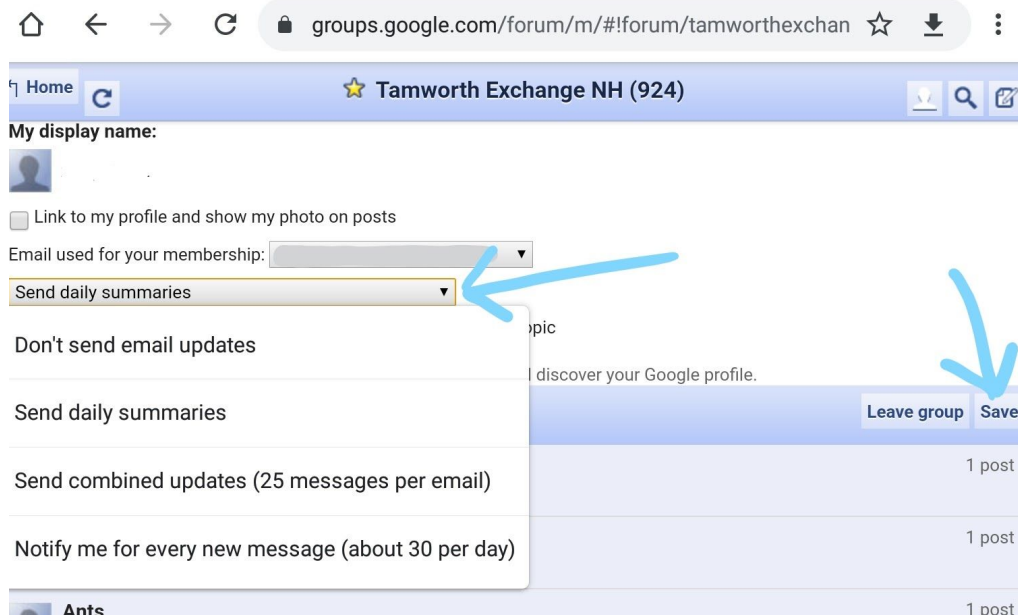 groups.google.com/forum/m/#!forum/tamworthexchan
Home
Tamworth Exchange NH (924)
My display name:
Link to my profile and show my photo on posts
Email used for your membership:
Send daily summaries
opic
Don't send email updates
discover your Google profile.
Send daily summaries
Leave group
Save
Send combined updates (25 messages per email)
1 post
Notify me for every new message (about 30 per day)
1 post
Ants
1 post